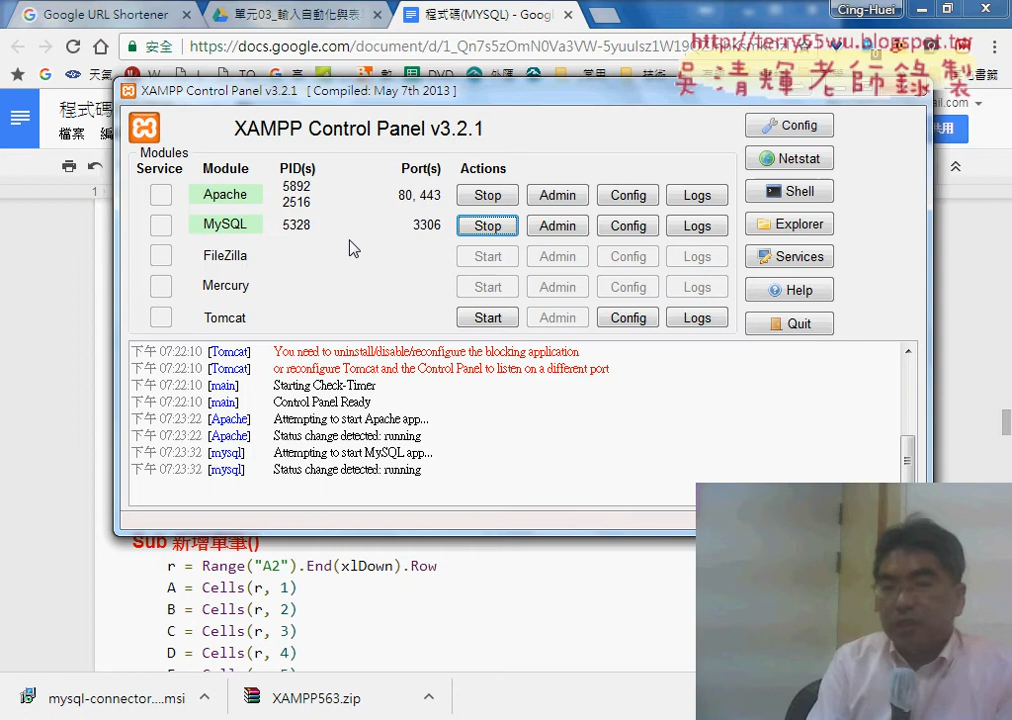 Google URL Shortener
單元03_輸入自動化與表
程式碼(MYSQL) - Goog
Cing-Huei
安全
https://docs.google.com/document/d/1_Qn7s5zOmN0Va3VW-5yuuIsz1W19
http://terry55wu.blogspot.tw
吳清輝老師錄製
天氣
DVD
程式碼
檔案
XAMPP Control Panel v3.2.1 [ Compiled: May 7th 2013 ]
XAMPP Control Panel v3.2.1
Config
Modules
Service Module PID(s) Port(s) Actions
Netstat
Apache 5892 2516 80, 443 Stop Admin Config Logs
Shell
MySQL 5328 3306 Stop Admin Config Logs
Explorer
FileZilla Start Admin Config Logs
Services
Mercury Start Admin Config Logs
Help
Tomcat Start Admin Config Logs
Quit
下午 07:22:10 [Tomcat] You need to uninstall/disable/reconfigure the blocking application
下午 07:22:10 [Tomcat] or reconfigure Tomcat and the Control Panel to listen on a different port
下午 07:22:10 [main] Starting Check-Timer
下午 07:22:10 [main] Control Panel Ready
下午 07:23:22 [Apache] Attempting to start Apache app...
下午 07:23:22 [Apache] Status change detected: running
下午 07:23:32 [mysql] Attempting to start MySQL app...
下午 07:23:32 [mysql] Status change detected: running
Sub 新增單筆()
r = Range("A2").End(xlDown).Row
A = Cells(r, 1)
B = Cells(r, 2)
C = Cells(r, 3)
D = Cells(r, 4)
mysql-connector....msi
XAMPP563.zip